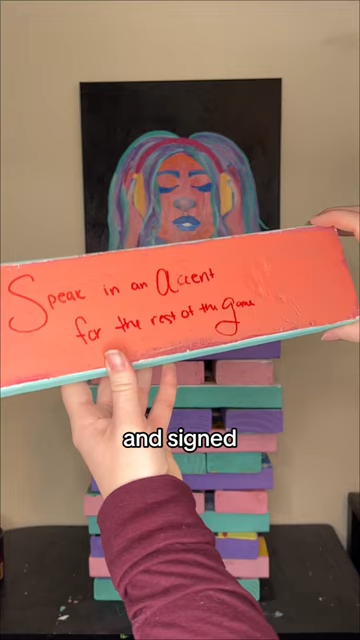 Speak in an Accent
for the rest of the game
and signed